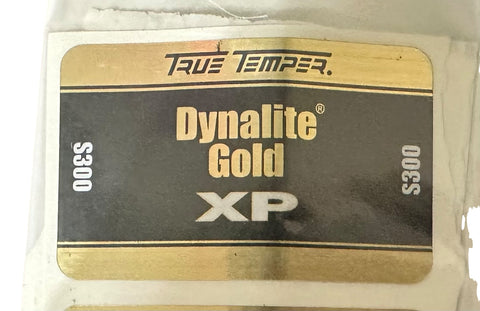 TRUE TEMPER®
Dynalite®
Gold
XP
S300
S300